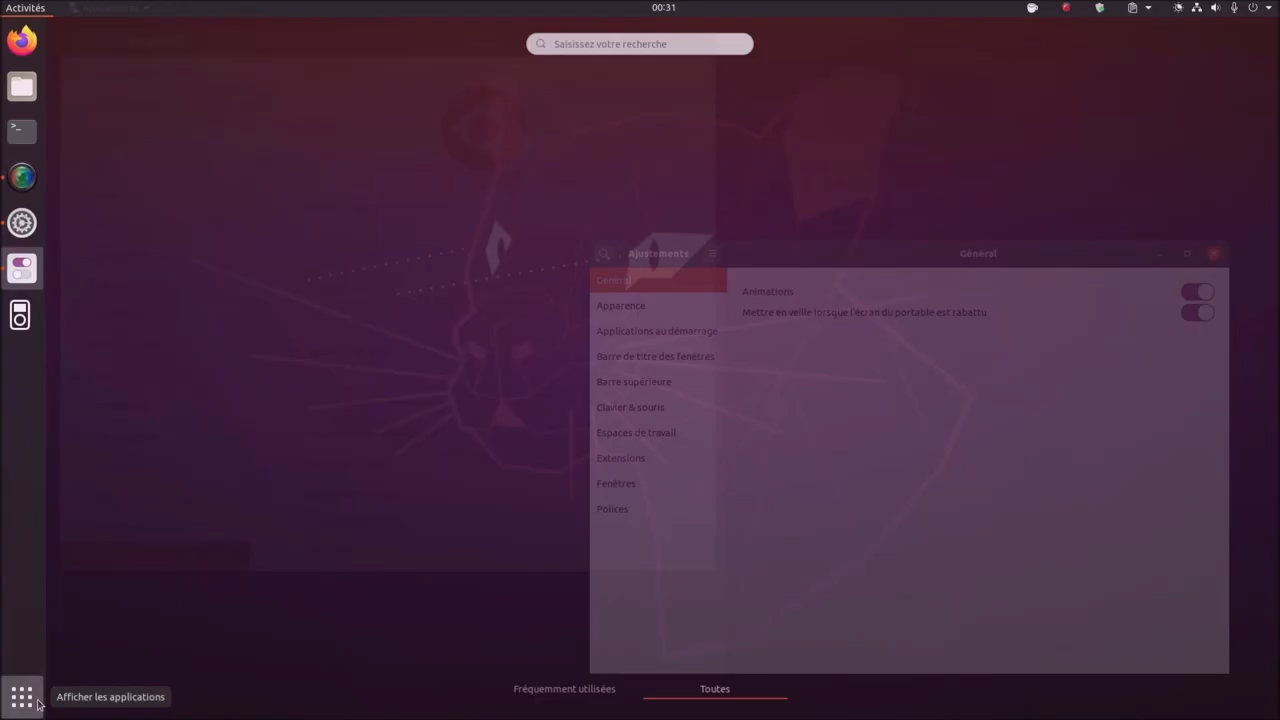 Activités
00:31
Saisissez votre recherche
Ajustements
Général
Général
Animations
Apparence
Mettre en veille lorsque l'écran du portable est rabattu
Applications au démarrage
Barre de titre des fenêtres
Barre supérieure
Clavier & souris
Espaces de travail
Extensions
Fenêtres
Polices
Fréquemment utilisées
Toutes
Afficher les applications